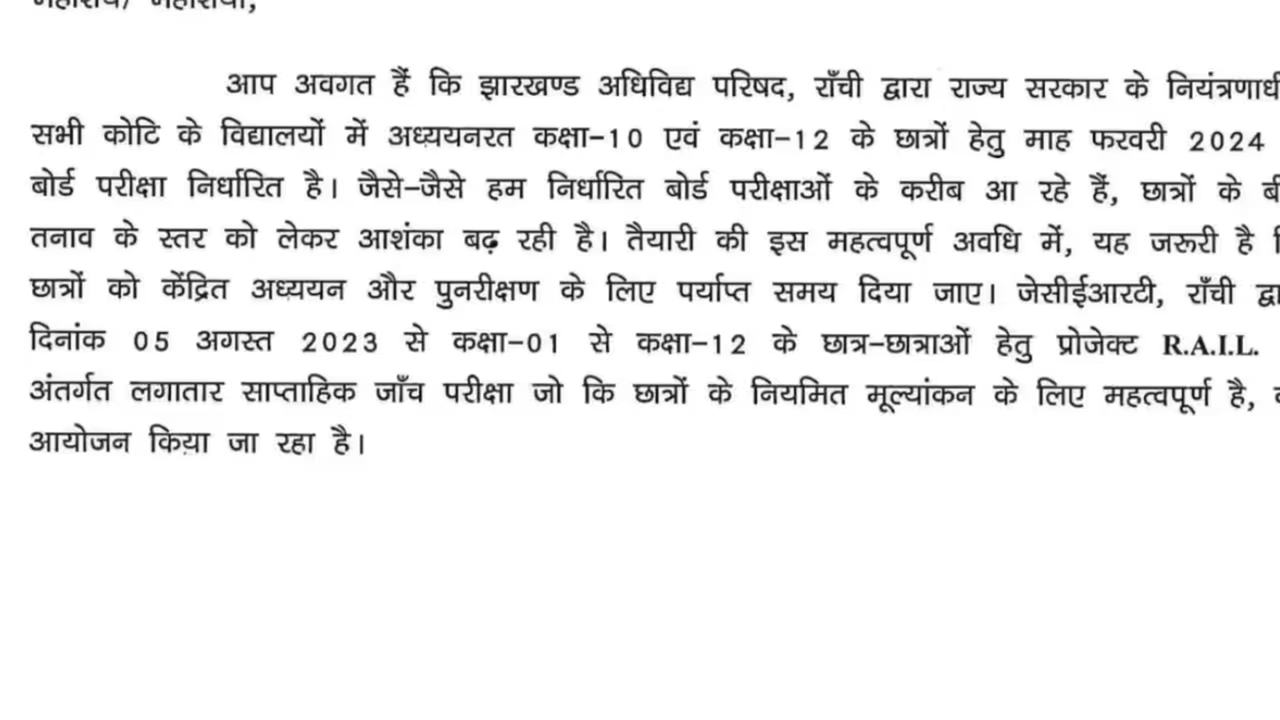 आप अवगत हैं कि झारखण्ड अधिविद्य परिषद, राँची द्वारा राज्य सरकार के
सभी कोटि के विद्यालयों में अध्ययनरत कक्षा-10 एवं कक्षा-12 के छात्रों हेतु माह फरवरी 2024
बोर्ड परीक्षा निर्धारित है। जैसे-जैसे हम निर्धारित बोर्ड परीक्षाओं के करीब आ रहे हैं, छात्रों के
तनाव के स्तर को लेकर आशंका बढ़ रही है। तैयारी की इस महत्वपूर्ण अवधि में, यह जरूरी है
छात्रों को केंद्रित अध्ययन और पुनरीक्षण के लिए पर्याप्त समय दिया जाए। जेसीईआरटी, राँची
दिनांक 05 अगस्त 2023 से कक्षा-01 से कक्षा-12 के छात्र-छात्राओं हेतु प्रोजेक्ट R.A.I.L.
अंतर्गत लगातार साप्ताहिक जाँच परीक्षा जो कि छात्रों के नियमित मूल्यांकन के लिए महत्वपूर्ण है,
आयोजन किया जा रहा है।